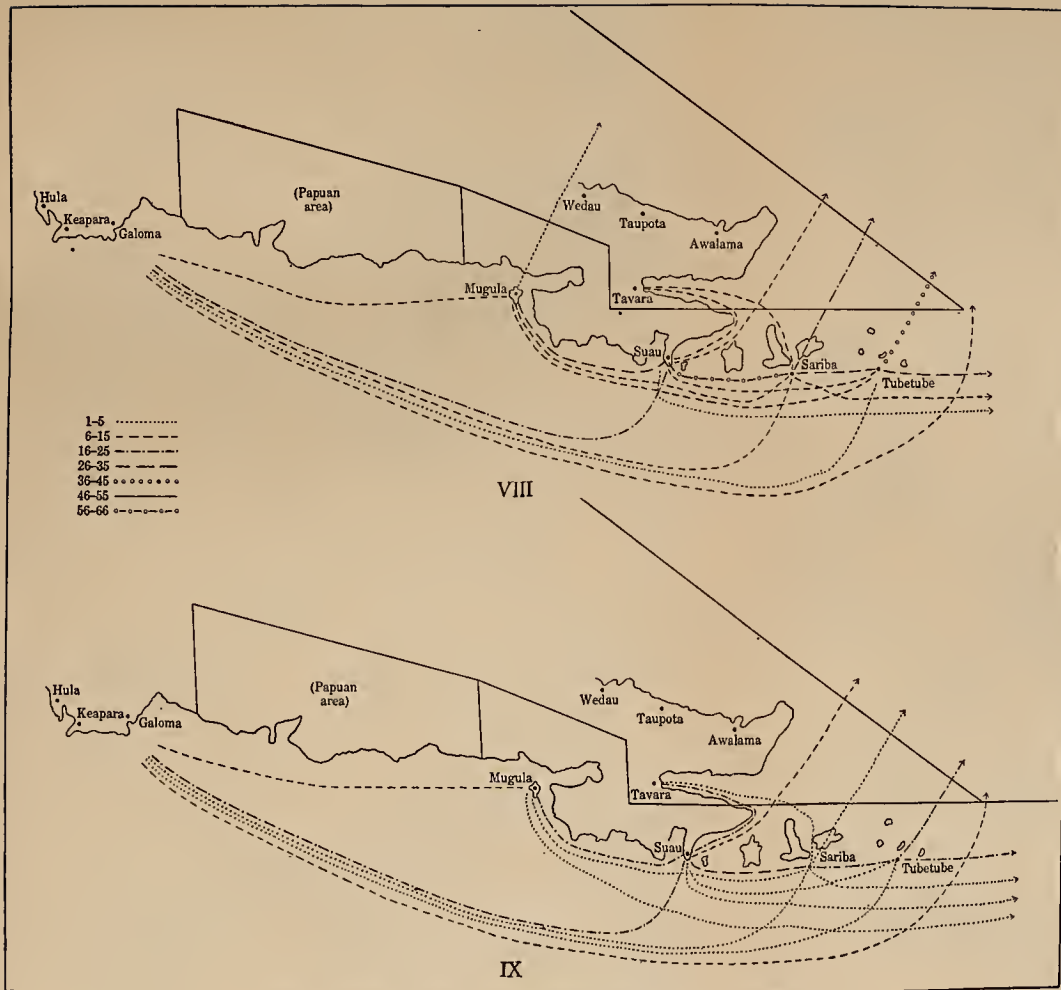 Hula
Keapara
Galoma
(Papuan
area)
Wedau
Taupota
Awalama
Mugula
Tavara
Suau
Sariba
Tubetube
1–5
6–15
16–25
26–35
36–45
46–55
56–66
VIII
Hula
Keapara
Galoma
(Papuan
area)
Wedau
Taupota
Awalama
Mugula
Tavara
Suau
Sariba
Tubetube
IX